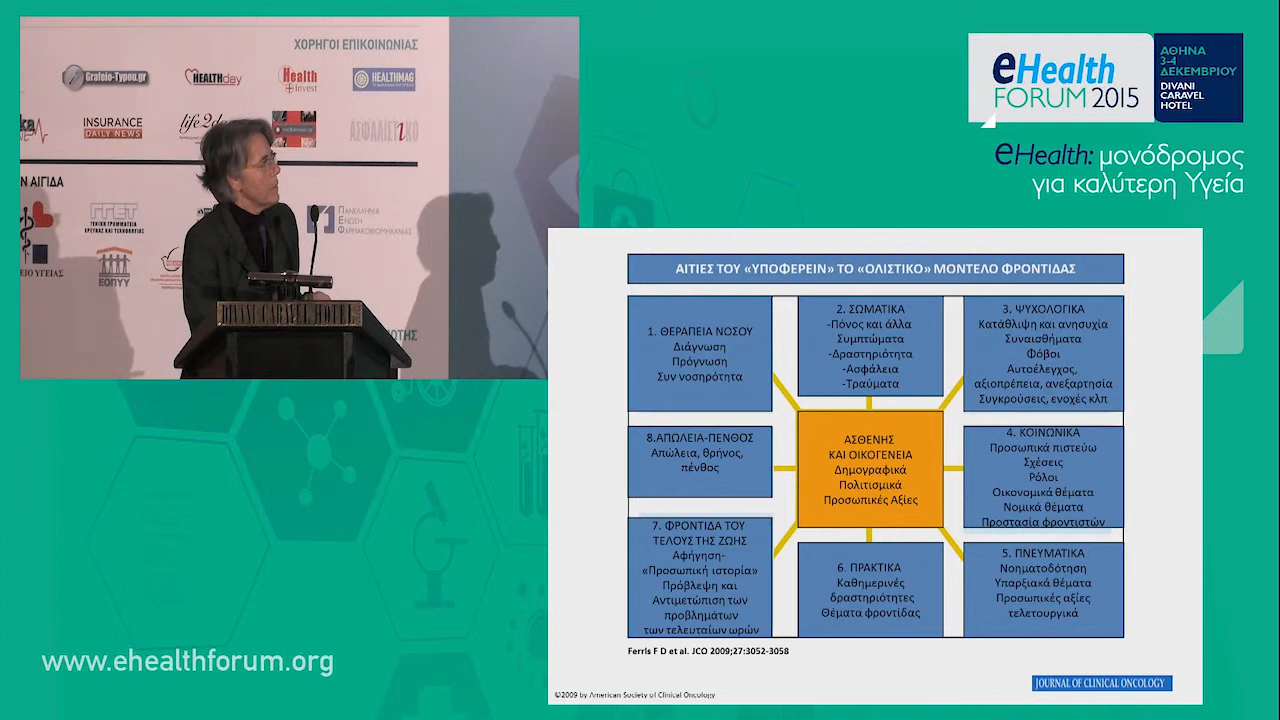 ΧΟΡΗΓΟΙ ΕΠΙΚΟΙΝΩΝΙΑΣ
Grafeio-Typou.gr
HEALTHday
Health
invest
HEALTHMAG
INSURANCE
DAILY NEWS
life2day
ΑΣΦΑΛΙΣΤιΚΟ
Ν ΑΙΓΙΔΑ
ΓΓΕΤ
ΓΕΝΙΚΗ ΓΡΑΜΜΑΤΕΙΑ
ΕΡΕΥΝΑΣ ΚΑΙ ΤΕΧΝΟΛΟΓΙΑΣ
ΠΑΝΕΛΛΗΝΙΑ
ΕΝΩΣΗ
ΦΑΡΜΑΚΟΒΙΟΜΗΧΑΝΙΑΣ
ΕΙΟ ΥΓΕΙΑΣ
ΕΟΠΥΥ
DIVANI CARAVEL HOTEL
eHealth
FORUM 2015
ΑΘΗΝΑ
3-4
ΔΕΚΕΜΒΡΙΟΥ
DIVANI
CARAVEL
HOTEL
eHealth: μονόδρομος
για καλύτερη Υγεία
ΑΙΤΙΕΣ ΤΟΥ «ΥΠΟΦΕΡΕΙΝ» ΤΟ «ΟΛΙΣΤΙΚΟ» ΜΟΝΤΕΛΟ ΦΡΟΝΤΙΔΑΣ
1. ΘΕΡΑΠΕΙΑ ΝΟΣΟΥ
Διάγνωση
Πρόγνωση
Συν νοσηρότητα
2. ΣΩΜΑΤΙΚΑ
-Πόνος και άλλα
Συμπτώματα
-Δραστηριότητα
-Ασφάλεια
-Τραύματα
3. ΨΥΧΟΛΟΓΙΚΑ
Κατάθλιψη και ανησυχία
Συναισθήματα
Φόβοι
Αυτοέλεγχος,
αξιοπρέπεια, ανεξαρτησία
Συγκρούσεις, ενοχές κλπ
8.ΑΠΩΛΕΙΑ-ΠΕΝΘΟΣ
Απώλεια, θρήνος,
πένθος
ΑΣΘΕΝΗΣ
ΚΑΙ ΟΙΚΟΓΕΝΕΙΑ
Δημογραφικά
Πολιτισμικά
Προσωπικές Αξίες
4. ΚΟΙΝΩΝΙΚΑ
Προσωπικά πιστεύω
Σχέσεις
Ρόλοι
Οικονομικά θέματα
Νομικά θέματα
Προστασία φροντιστών
7. ΦΡΟΝΤΙΔΑ ΤΟΥ
ΤΕΛΟΥΣ ΤΗΣ ΖΩΗΣ
Αφήγηση-
«Προσωπική ιστορία»
Πρόβλεψη και
Αντιμετώπιση των
προβλημάτων
των τελευταίων ωρών
6. ΠΡΑΚΤΙΚΑ
Καθημερινές
δραστηριότητες
Θέματα φροντίδας
5. ΠΝΕΥΜΑΤΙΚΑ
Νοηματοδότηση
Υπαρξιακά θέματα
Προσωπικές αξίες
τελετουργικά
Ferris F D et al. JCO 2009;27:3052-3058
JOURNAL OF CLINICAL ONCOLOGY
©2009 by American Society of Clinical Oncology
www.ehealthforum.org